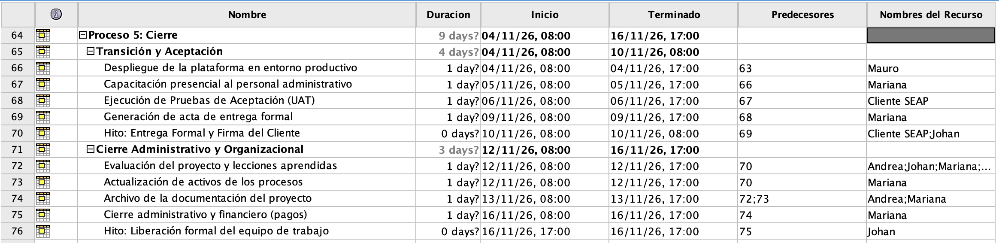 Nombre Duracion Inicio Terminado Predecesores Nombres del Recurso
64 Proceso 5: Cierre 9 days? 04/11/26, 08:00 16/11/26, 17:00
65 Transición y Aceptación 4 days? 04/11/26, 08:00 10/11/26, 08:00
66 Despliegue de la plataforma en entorno productivo 1 day? 04/11/26, 08:00 04/11/26, 17:00 63 Mauro
67 Capacitación presencial al personal administrativo 1 day? 05/11/26, 08:00 05/11/26, 17:00 66 Mariana
68 Ejecución de Pruebas de Aceptación (UAT) 1 day? 06/11/26, 08:00 06/11/26, 17:00 67 Cliente SEAP
69 Generación de acta de entrega formal 1 day? 09/11/26, 08:00 09/11/26, 17:00 68 Mariana
70 Hito: Entrega Formal y Firma del Cliente 0 days? 10/11/26, 08:00 10/11/26, 08:00 69 Cliente SEAP;Johan
71 Cierre Administrativo y Organizacional 3 days? 12/11/26, 08:00 16/11/26, 17:00
72 Evaluación del proyecto y lecciones aprendidas 1 day? 12/11/26, 08:00 12/11/26, 17:00 70 Andrea;Johan;Mariana;...
73 Actualización de activos de los procesos 1 day? 12/11/26, 08:00 12/11/26, 17:00 70 Mariana
74 Archivo de la documentación del proyecto 1 day? 13/11/26, 08:00 13/11/26, 17:00 72;73 Andrea;Mariana
75 Cierre administrativo y financiero (pagos) 1 day? 16/11/26, 08:00 16/11/26, 17:00 74 Mariana
76 Hito: Liberación formal del equipo de trabajo 0 days? 16/11/26, 17:00 16/11/26, 17:00 75 Johan